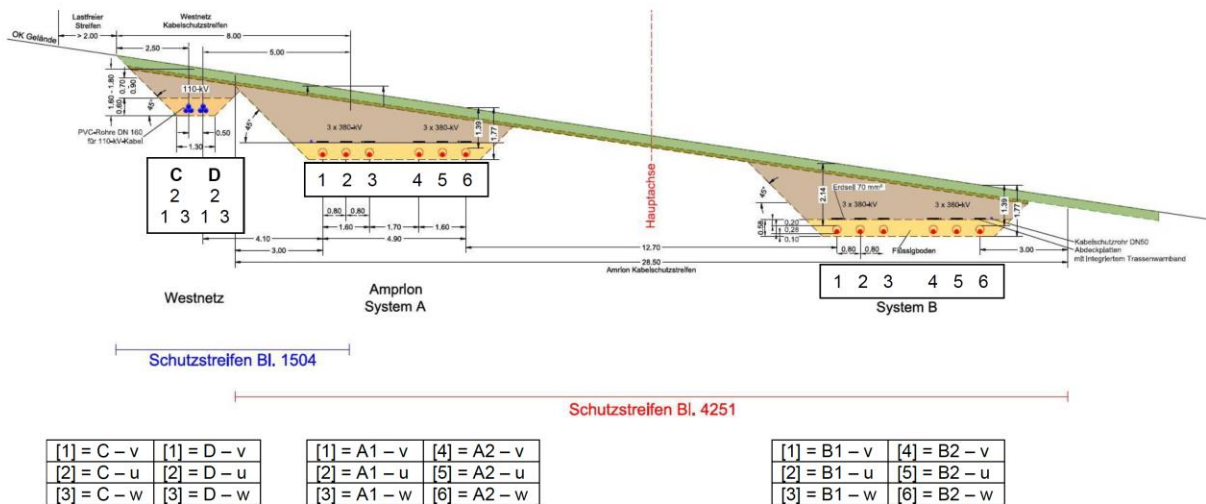 Lastfreier
Streifen
> 2.00
Westnetz
Kabelschutzstreifen
8.00
2,50
5,00
OK Gelände
1.60 - 1.80
0,70
-
0,90
0.60
45°
110-kV
PVC-Rohre DN 160
für 110-kV-Kabel
0.50
1.30
C D
2 2
1 3 1 3
45°
3 x 380-kV 3 x 380-kV
1.39
1.77
1 2 3 4 5 6
0.80 0.80
1.60 1.70 1.60
4.10 4.90
3.00
12.70
28.50
Amrlon Kabelschutzstreifen
Hauptachse
45°
2.14
Erdseil 70 mm²
3 x 380-kV 3 x 380-kV
1.39
1.77
0.58
0.20
0,28
0.10
0.80 0.80
Flüssigboden
3.00
Kabelschutzrohr DN50
Abdeckplatten
mit Integriertem Trassenwarnband
1 2 3 4 5 6
Westnetz
Amprlon
System A
System B
Schutzstreifen Bl. 1504
Schutzstreifen Bl. 4251
[1] = C – v [1] = D – v
[2] = C – u [2] = D – u
[3] = C – w [3] = D – w
[1] = A1 – v [4] = A2 – v
[2] = A1 – u [5] = A2 – u
[3] = A1 – w [6] = A2 – w
[1] = B1 – v [4] = B2 – v
[2] = B1 – u [5] = B2 – u
[3] = B1 – w [6] = B2 – w